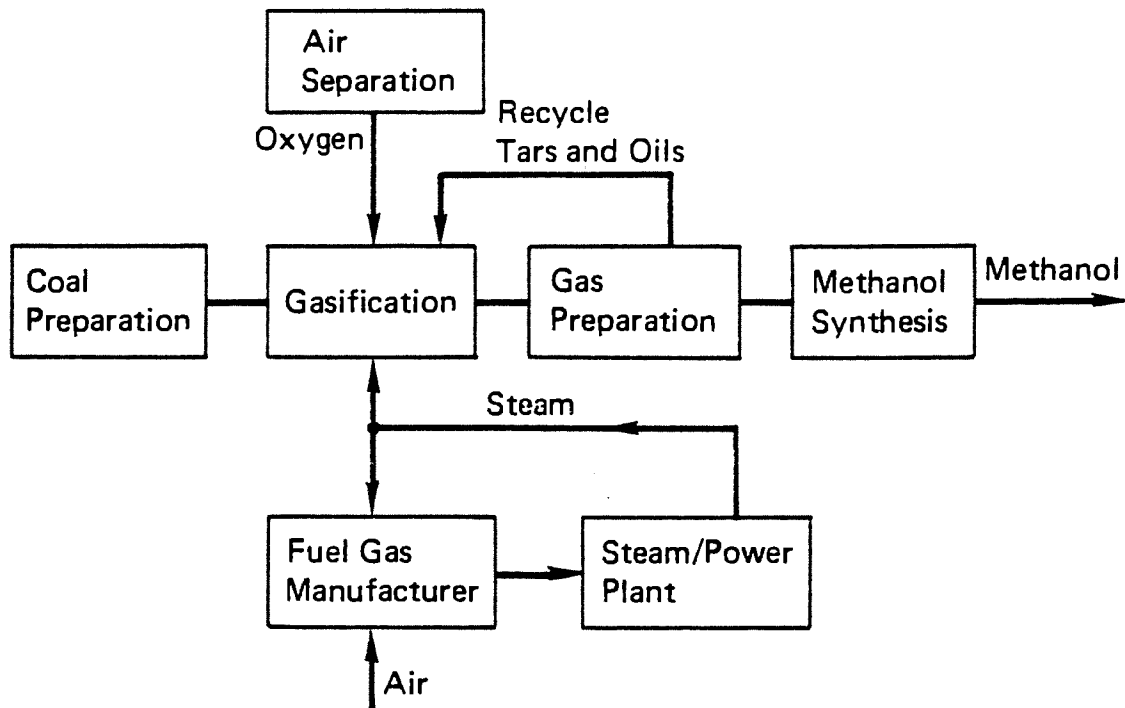 Air
Separation
Oxygen
Recycle
Tars and Oils
Coal
Preparation
Gasification
Gas
Preparation
Methanol
Synthesis
Methanol
Steam
Fuel Gas
Manufacturer
Steam/Power
Plant
Air